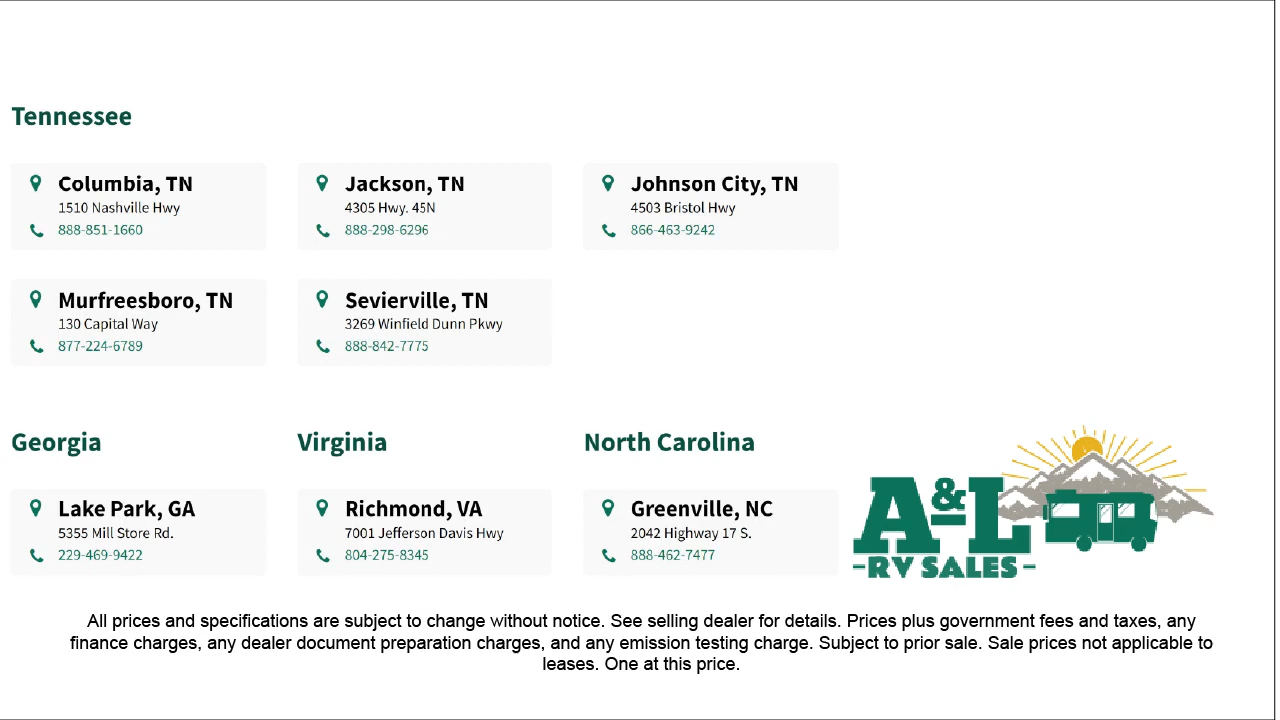 Tennessee
Columbia, TN
1510 Nashville Hwy
888-851-1660
Jackson, TN
4305 Hwy. 45N
888-298-6296
Johnson City, TN
4503 Bristol Hwy
866-463-9242
Murfreesboro, TN
130 Capital Way
877-224-6789
Sevierville, TN
3269 Winfield Dunn Pkwy
888-842-7775
Georgia
Lake Park, GA
5355 Mill Store Rd.
229-469-9422
Virginia
Richmond, VA
7001 Jefferson Davis Hwy
804-275-8345
North Carolina
Greenville, NC
2042 Highway 17 S.
888-462-7477
A&L
-RV SALES-
All prices and specifications are subject to change without notice. See selling dealer for details. Prices plus government fees and taxes, any
finance charges, any dealer document preparation charges, and any emission testing charge. Subject to prior sale. Sale prices not applicable to
leases. One at this price.